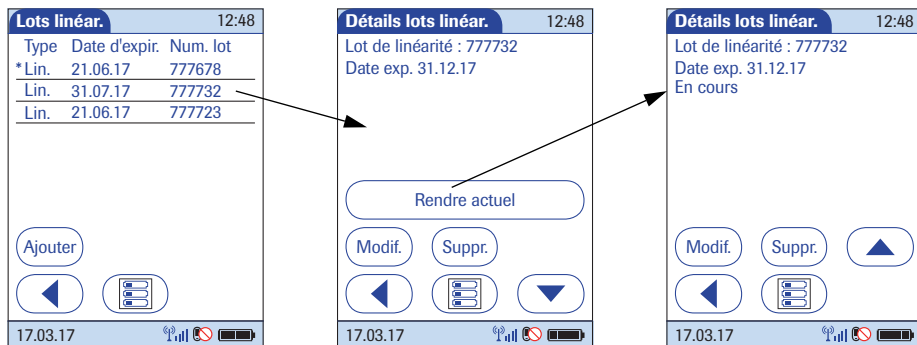 Lots linéar. 12:48
Type Date d'expir. Num. lot
*Lin. 21.06.17 777678
Lin. 31.07.17 777732
Lin. 21.06.17 777723
Ajouter
17.03.17
Détails lots linéar. 12:48
Lot de linéarité : 777732
Date exp. 31.12.17
Rendre actuel
Modif. Suppr.
17.03.17
Détails lots linéar. 12:48
Lot de linéarité : 777732
Date exp. 31.12.17
En cours
Modif. Suppr.
17.03.17